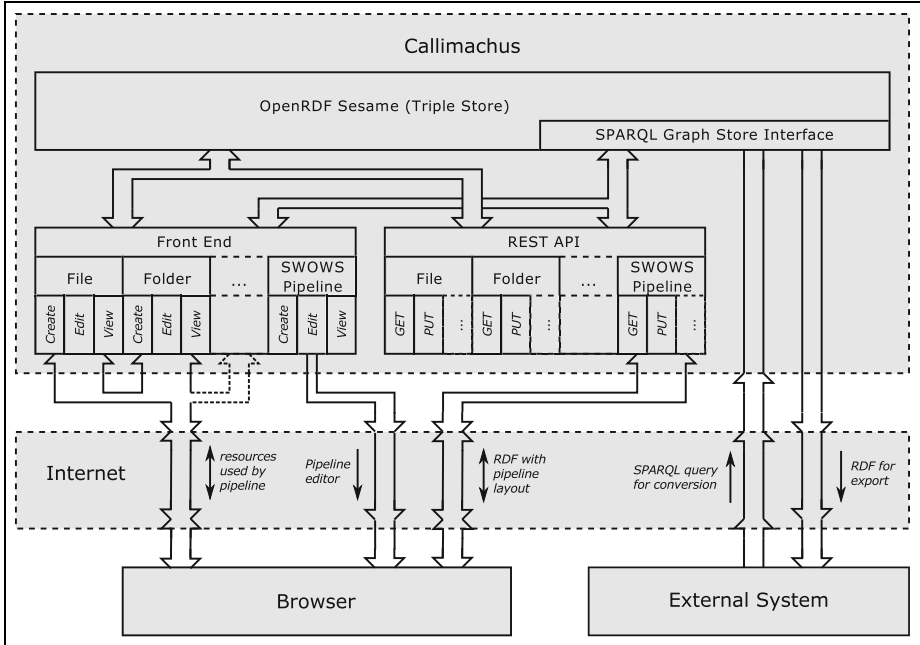 Callimachus
OpenRDF Sesame (Triple Store)
SPARQL Graph Store Interface
Front End
File
Folder
...
SWOWS
Pipeline
Create
Edit
View
Create
Edit
View
Create
Edit
View
REST API
File
Folder
...
SWOWS
Pipeline
GET
PUT
...
GET
PUT
...
GET
PUT
...
Internet
resources
used by
pipeline
Pipeline
editor
RDF with
pipeline
layout
SPARQL query
for conversion
RDF for
export
Browser
External System